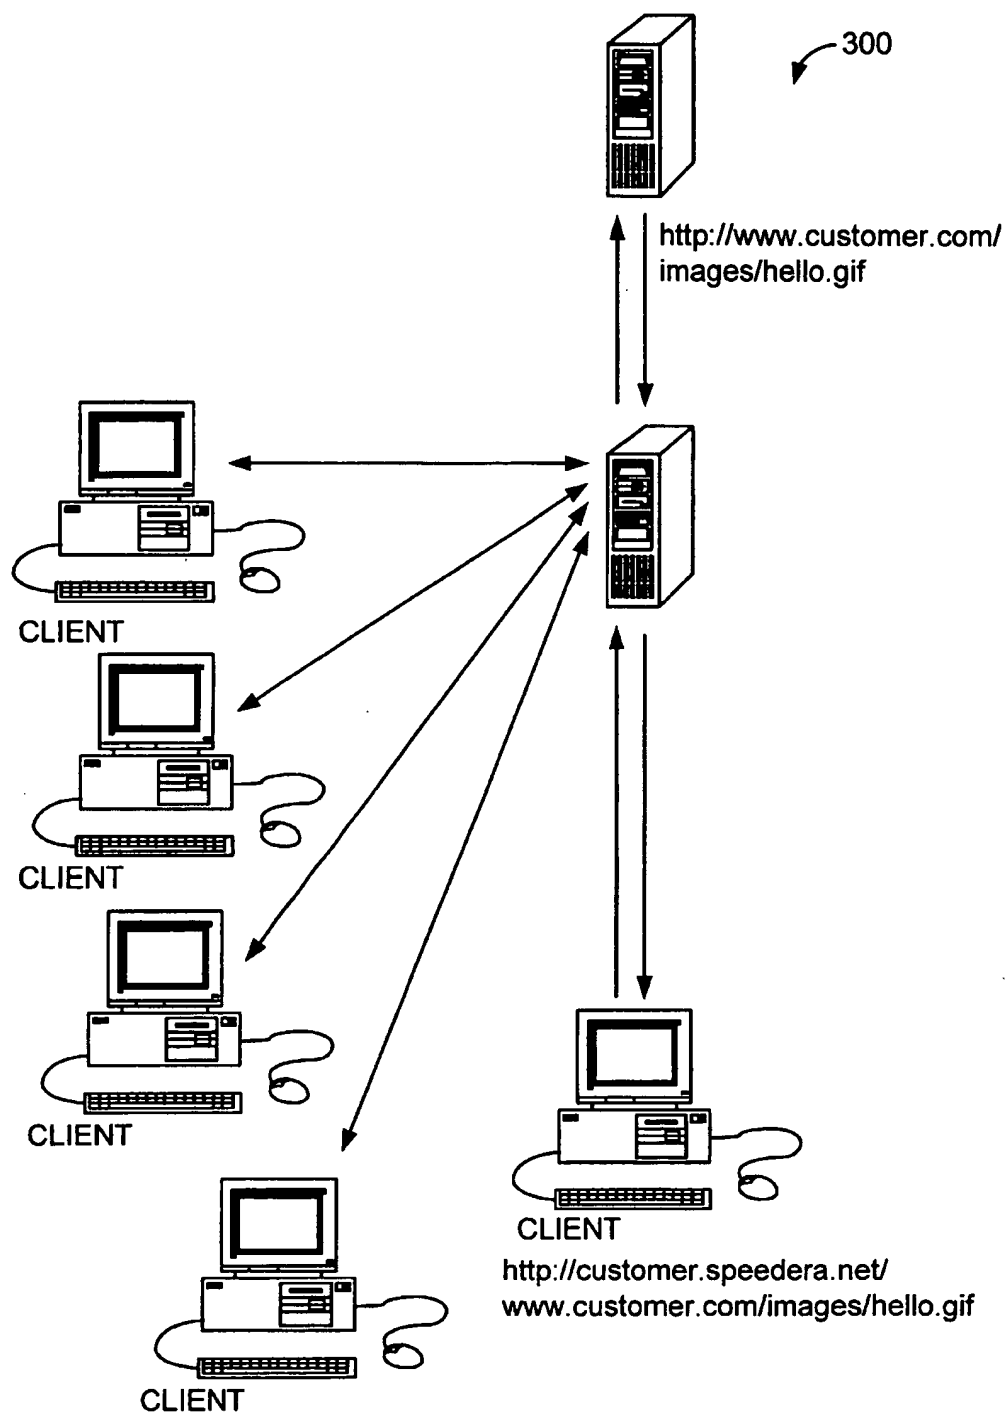 300
http://www.customer.com/
images/hello.gif
CLIENT
CLIENT
CLIENT
CLIENT
CLIENT
http://customer.speedera.net/
www.customer.com/images/hello.gif